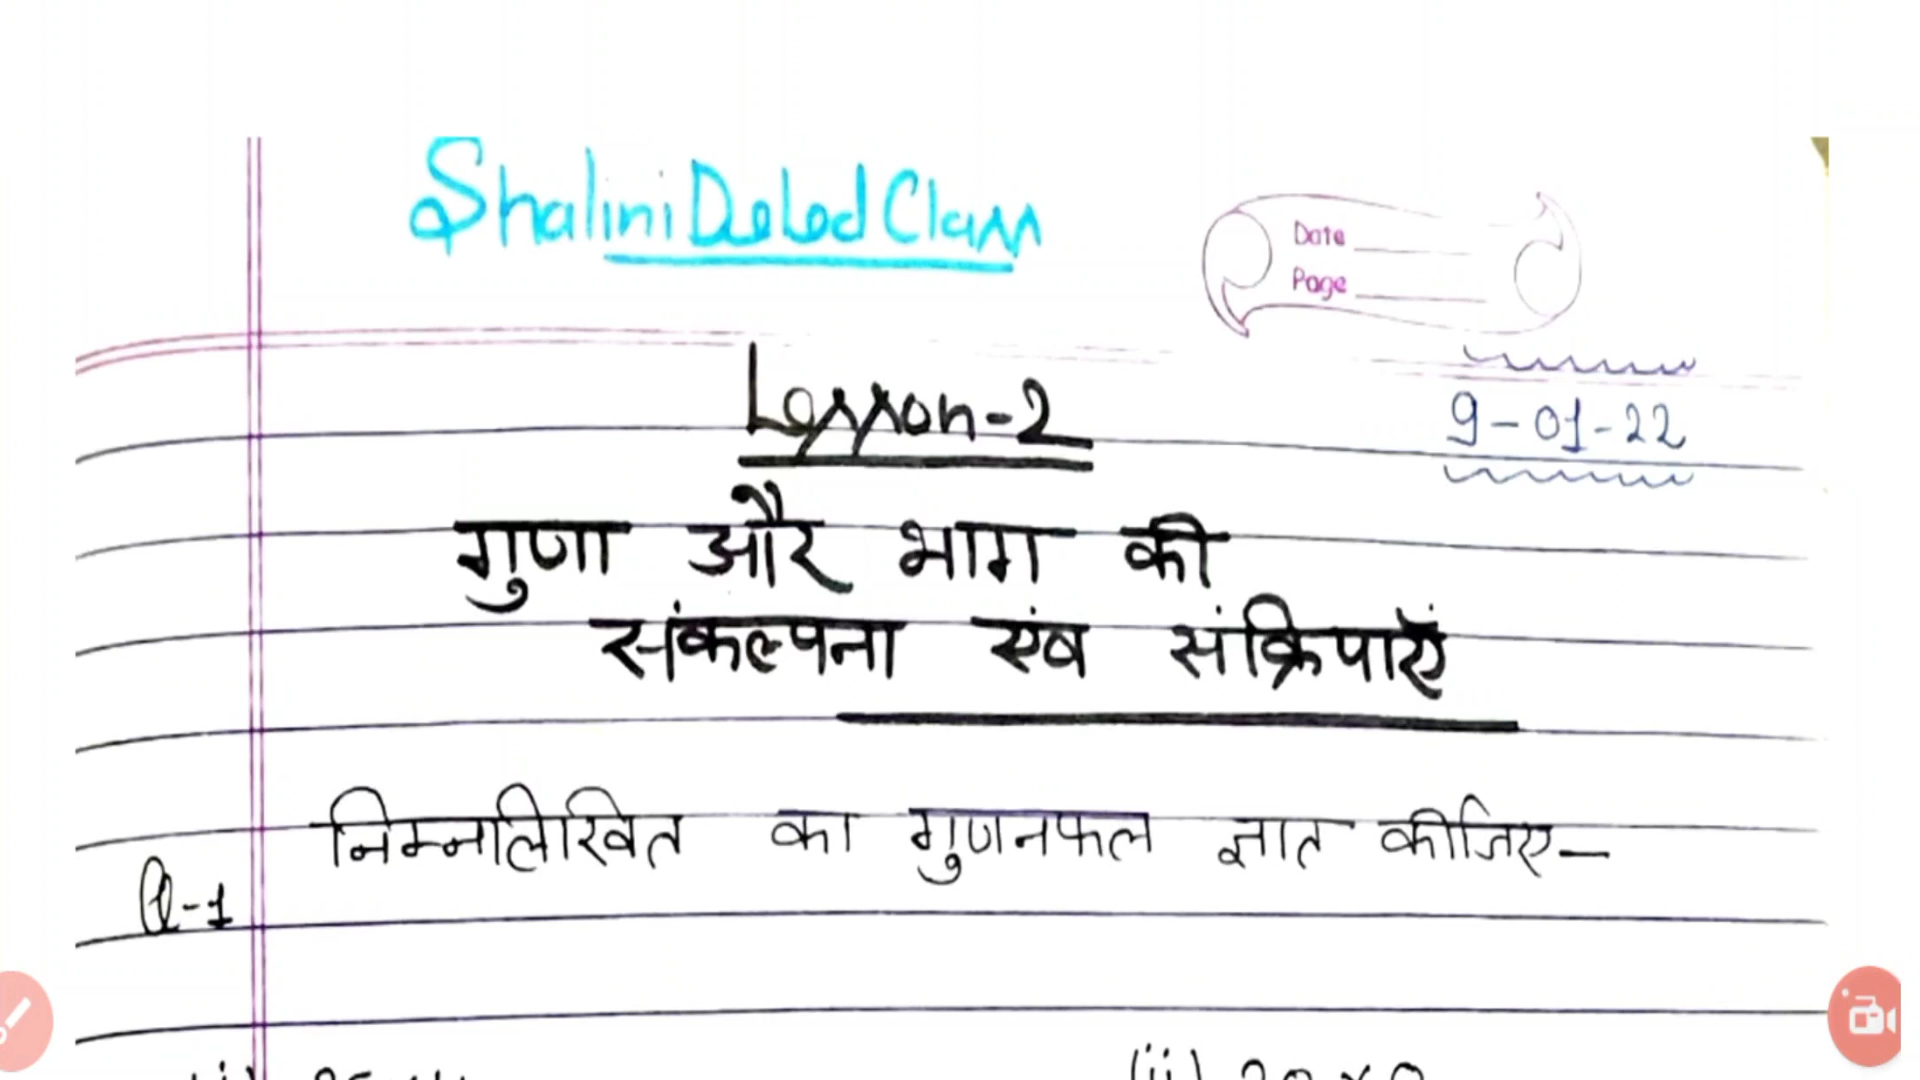 Shalini Deled Class
Date
Page
Lesson-2
9-01-22
गुणा और भाग की
संकल्पना एंव संक्रियाएँ
निम्नलिखित का गुणनफल ज्ञात कीजिए-
Q-1